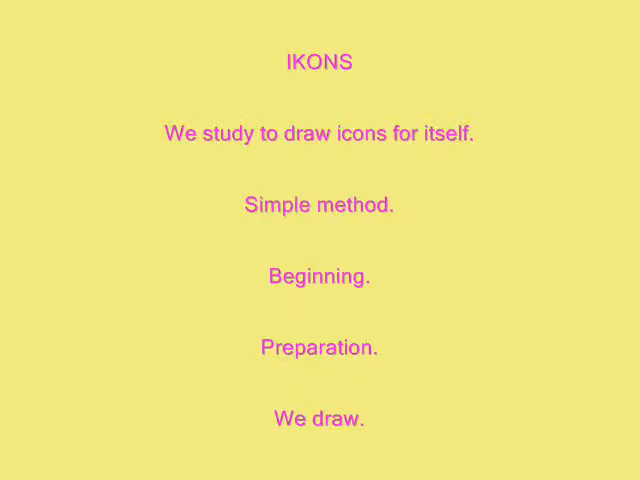 IKONS
We study to draw icons for itself.
Simple method.
Beginning.
Preparation.
We draw.